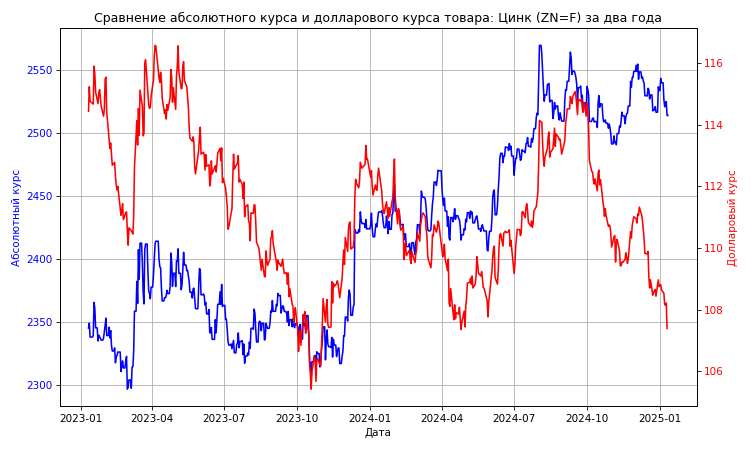 Сравнение абсолютного курса и долларового курса товара: Цинк (ZN=F) за два года
Абсолютный курс
2550
2500
2450
2400
2350
2300
116
114
112
110
108
106
Долларовый курс
2023-01 2023-04 2023-07 2023-10 2024-01 2024-04 2024-07 2024-10 2025-01
Дата